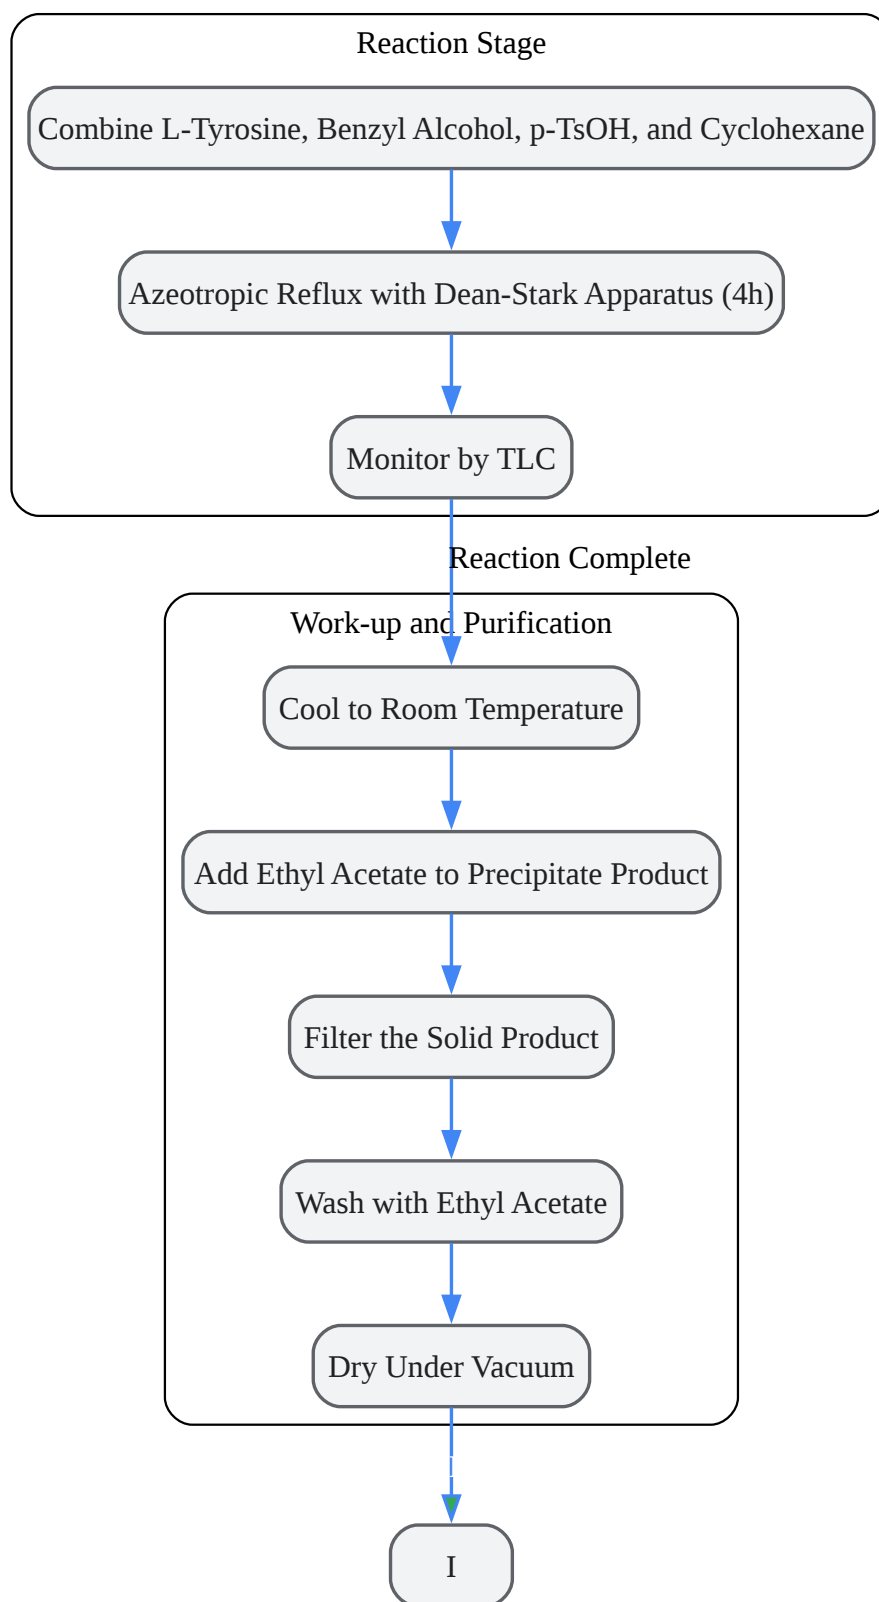 Reaction Stage
Combine L-Tyrosine, Benzyl Alcohol, p-TsOH, and Cyclohexane
Azeotropic Reflux with Dean-Stark Apparatus (4h)
Monitor by TLC
Reaction Complete
Work-up and Purification
Cool to Room Temperature
Add Ethyl Acetate to Precipitate Product
Filter the Solid Product
Wash with Ethyl Acetate
Dry Under Vacuum
I